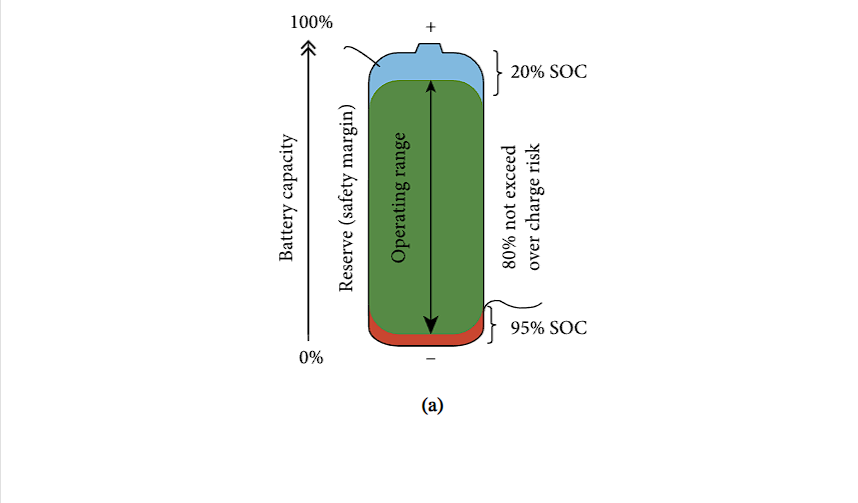 100%
+
20% SOC
Battery capacity
Reserve (safety margin)
Operating range
80% not exceed
over charge risk
95% SOC
0%
−
(a)